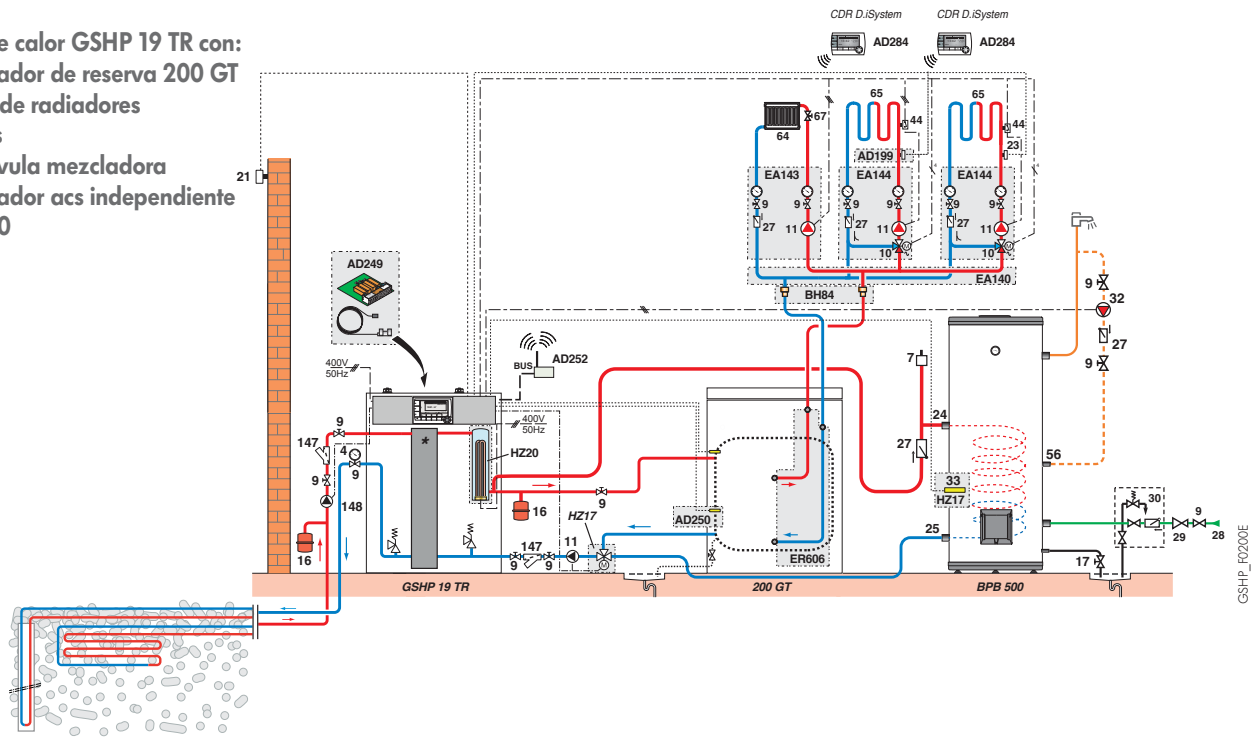 e calor GSHP 19 TR con:
ador de reserva 200 GT
de radiadores
s
vula mezcladora
ador acs independiente
0
CDR D.iSystem
AD284
CDR D.iSystem
AD284
65
65
67
44
44
64
23
AD199
EA143
EA144
EA144
9
9
9
9
9
9
27
27
27
11
11
11
10
M
10
M
EA140
BH84
21
AD249
400V
50Hz
BUS
AD252
400V
50Hz
9
32
27
9
7
24
27
56
33
HZ17
25
30
9
29
28
17
147
9
4
9
9
148
16
*
HZ20
16
9
HZ17
9
147
9
11
M
AD250
ER606
GSHP 19 TR
200 GT
BPB 500
GSHP_F0200E